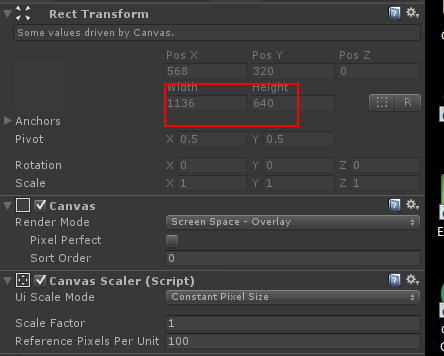 Rect Transform
Some values driven by Canvas.
Pos X Pos Y Pos Z
568 320 0
Width Height
1136 640
R
Anchors
Pivot X 0.5 Y 0.5
Rotation X 0 Y 0 Z 0
Scale X 1 Y 1 Z 1
Canvas
Render Mode Screen Space - Overlay
Pixel Perfect
Sort Order 0
Canvas Scaler (Script)
Ui Scale Mode Constant Pixel Size
Scale Factor 1
Reference Pixels Per Unit 100